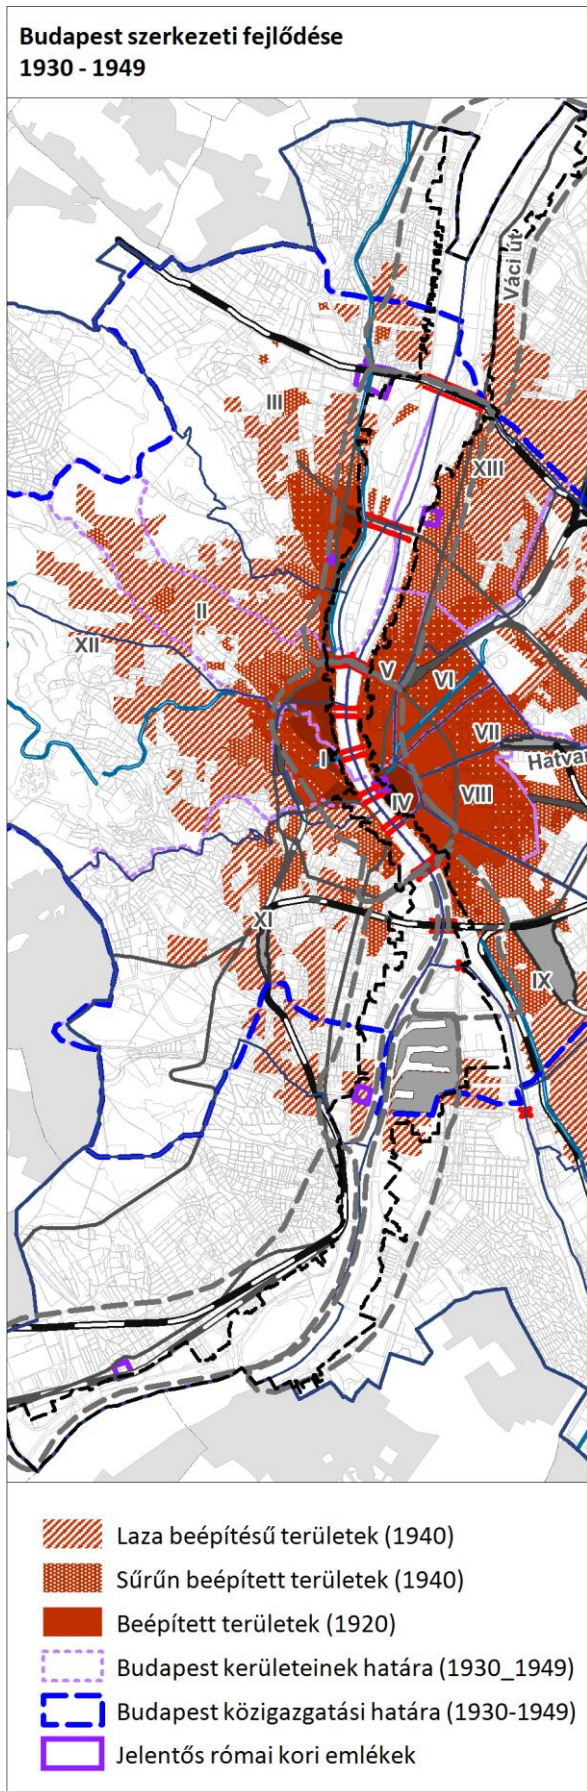 Budapest szerkezeti fejlődése
1930 - 1949
Váci út
III
XIII
II
XII
V
VI
VII
Hatvan
I
IV
VIII
XI
IX
Laza beépítésű területek (1940)
Sűrűn beépített területek (1940)
Beépített területek (1920)
Budapest kerületeinek határa (1930_1949)
Budapest közigazgatási határa (1930-1949)
Jelentős római kori emlékek